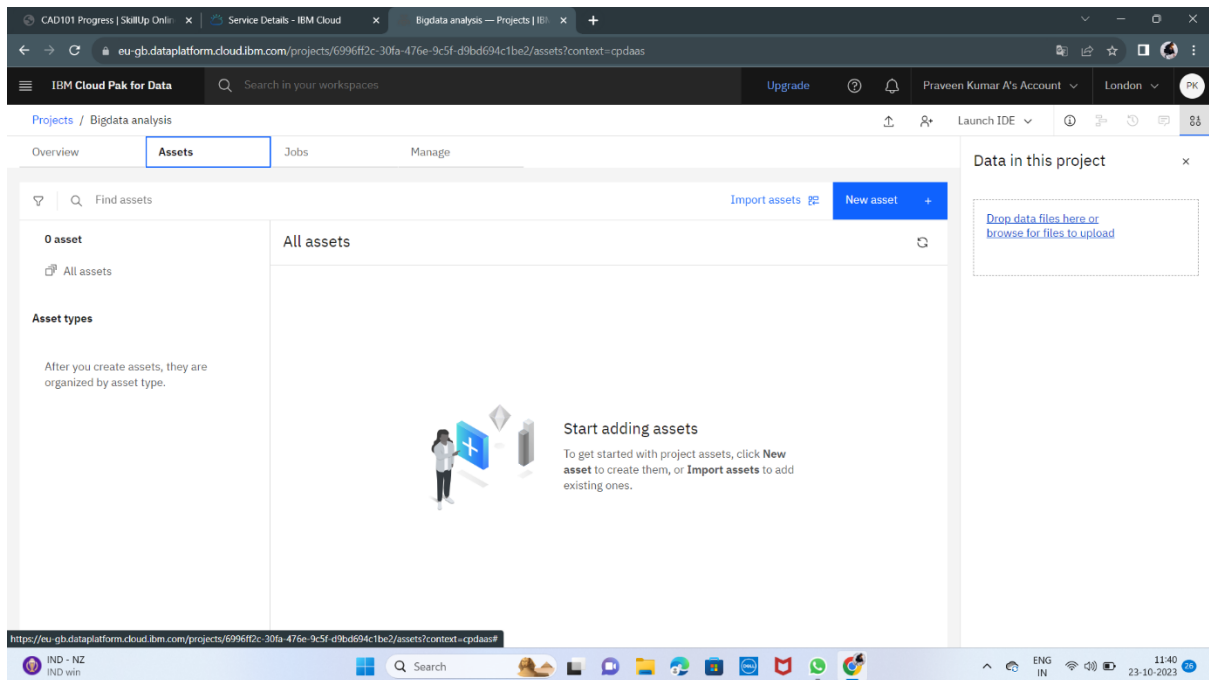 CAD101 Progress | SkillUp Onlin
Service Details - IBM Cloud
Bigdata analysis — Projects | IBM
eu-gb.dataplatform.cloud.ibm.com/projects/6996ff2c-30fa-476e-9c5f-d9bd694c1be2/assets?context=cpdaas
IBM Cloud Pak for Data
Search in your workspaces
Upgrade
Praveen Kumar A's Account
London
PK
Projects / Bigdata analysis
Launch IDE
Overview
Assets
Jobs
Manage
Data in this project
Find assets
Import assets
New asset +
Drop data files here or
browse for files to upload
0 asset
All assets
All assets
Asset types
After you create assets, they are
organized by asset type.
Start adding assets
To get started with project assets, click New
asset to create them, or Import assets to add
existing ones.
https://eu-gb.dataplatform.cloud.ibm.com/projects/6996ff2c-30fa-476e-9c5f-d9bd694c1be2/assets?context=cpdaas#
IND - NZ
IND win
Search
DELL
ENG
IN
11:40
23-10-2023
26